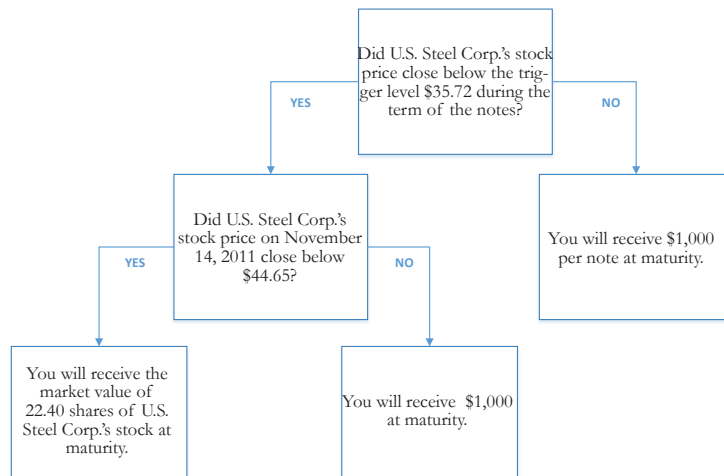 Did U.S. Steel Corp.'s stock
price close below the trig-
ger level $35.72 during the
term of the notes?
YES
NO
Did U.S. Steel Corp.'s
stock price on November
14, 2011 close below
$44.65?
You will receive $1,000
per note at maturity.
YES
NO
You will receive the
market value of
22.40 shares of U.S.
Steel Corp.'s stock at
maturity.
You will receive $1,000
at maturity.